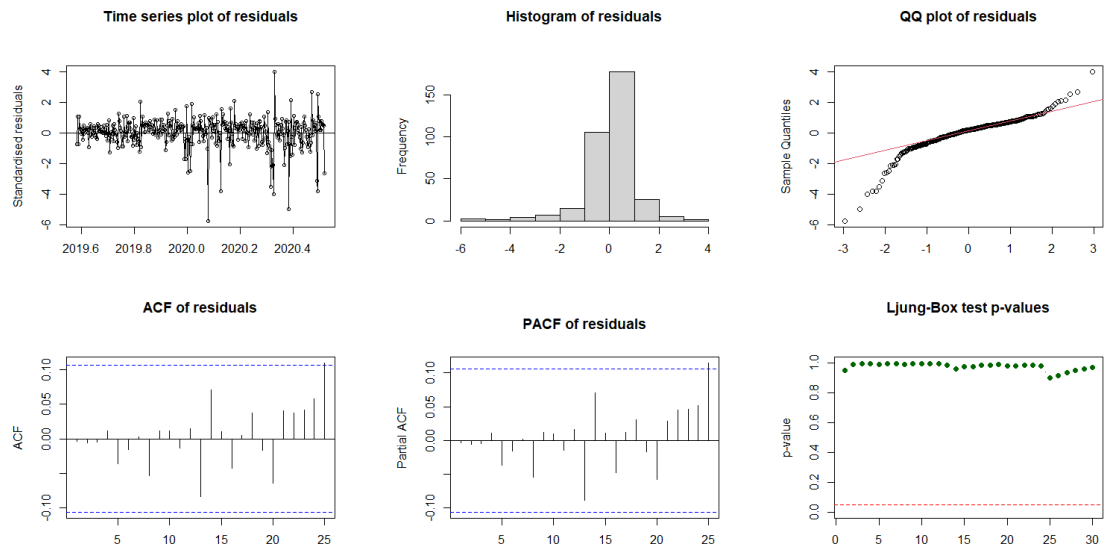 Time series plot of residuals
Standardised residuals
4
2
0
-2
-4
-6
2019.6 2019.8 2020.0 2020.2 2020.4
Histogram of residuals
Frequency
150
100
50
0
-6 -4 -2 0 2 4
QQ plot of residuals
Sample Quantiles
4
2
0
-2
-4
-6
-3 -2 -1 0 1 2 3
ACF of residuals
ACF
0.10
0.05
0.00
-0.10
5 10 15 20 25
PACF of residuals
Partial ACF
0.10
0.05
0.00
-0.10
5 10 15 20 25
Ljung-Box test p-values
p-value
1.0
0.8
0.6
0.4
0.2
0.0
0 5 10 15 20 25 30